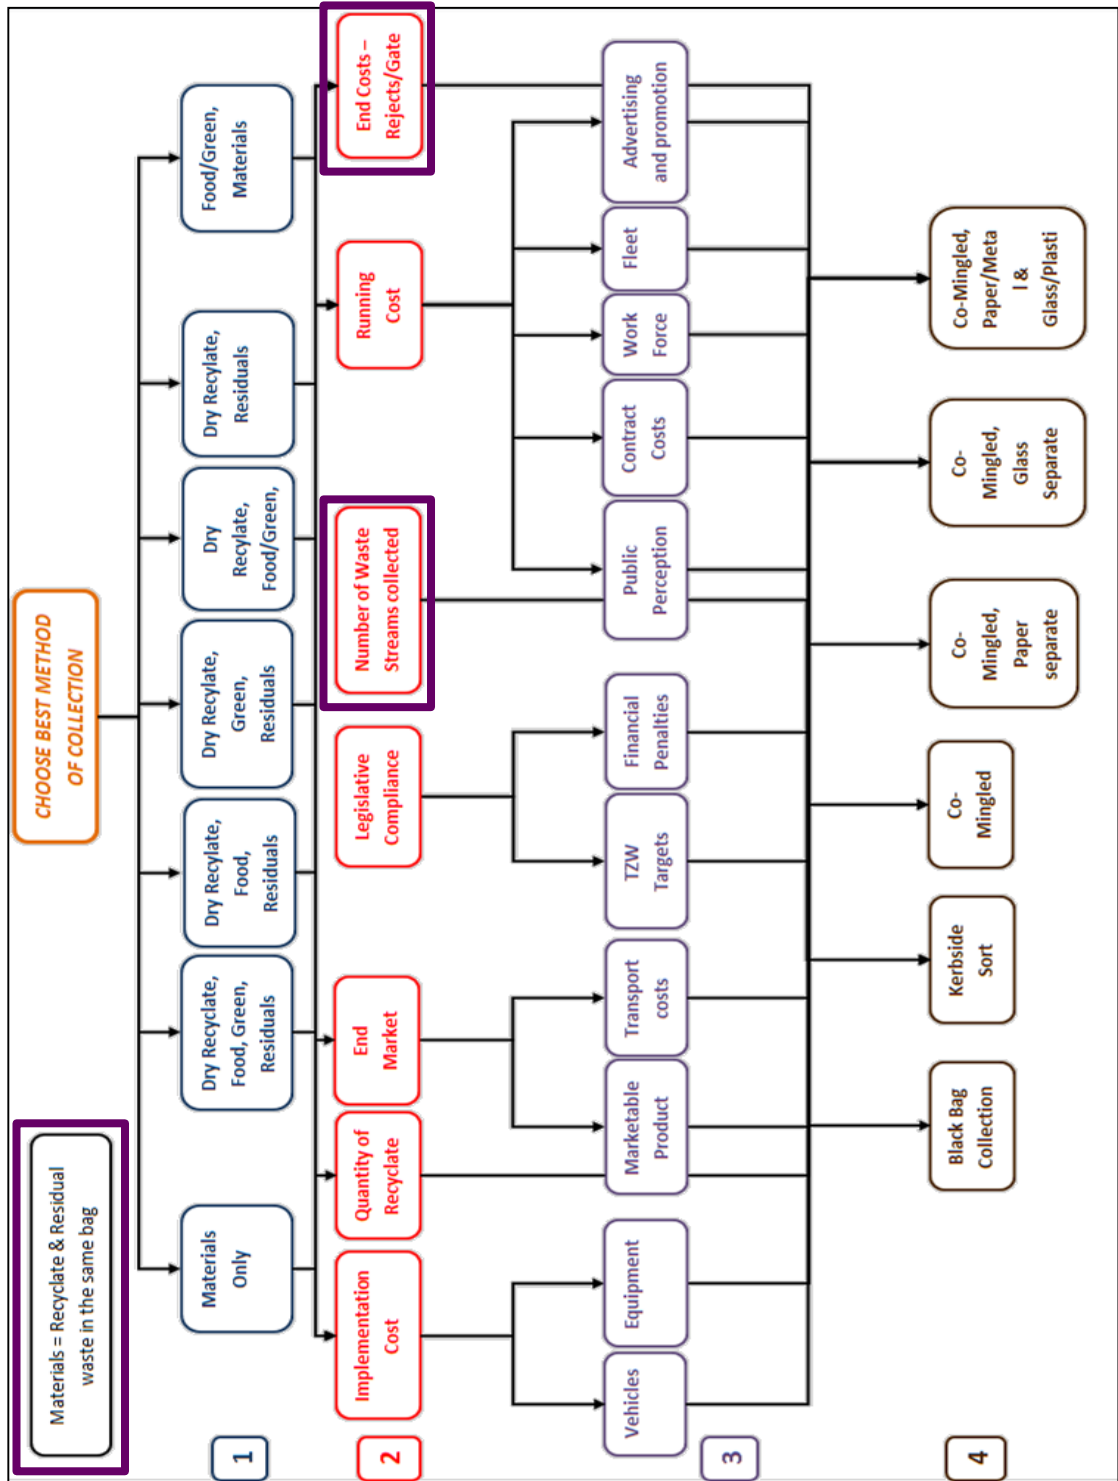 Materials = Recyclate & Residual
waste in the same bag
CHOOSE BEST METHOD
OF COLLECTION
1
Materials
Only
Dry Recyclate,
Food, Green,
Residuals
Dry Recylate,
Food,
Residuals
Dry Recylate,
Green,
Residuals
Dry
Recylate,
Food/Green,
Dry Recylate,
Residuals
Food/Green,
Materials
2
Implementation
Cost
Quantity of
Recyclate
End
Market
Legislative
Compliance
Number of Waste
Streams collected
Running
Cost
End Costs –
Rejects/Gate
3
Vehicles
Equipment
Marketable
Product
Transport
costs
TZW
Targets
Financial
Penalties
Public
Perception
Contract
Costs
Work
Force
Fleet
Advertising
and promotion
4
Black Bag
Collection
Kerbside
Sort
Co-
Mingled
Co-
Mingled,
Paper
separate
Co-
Mingled,
Glass
Separate
Co-Mingled,
Paper/Meta
l &
Glass/Plasti